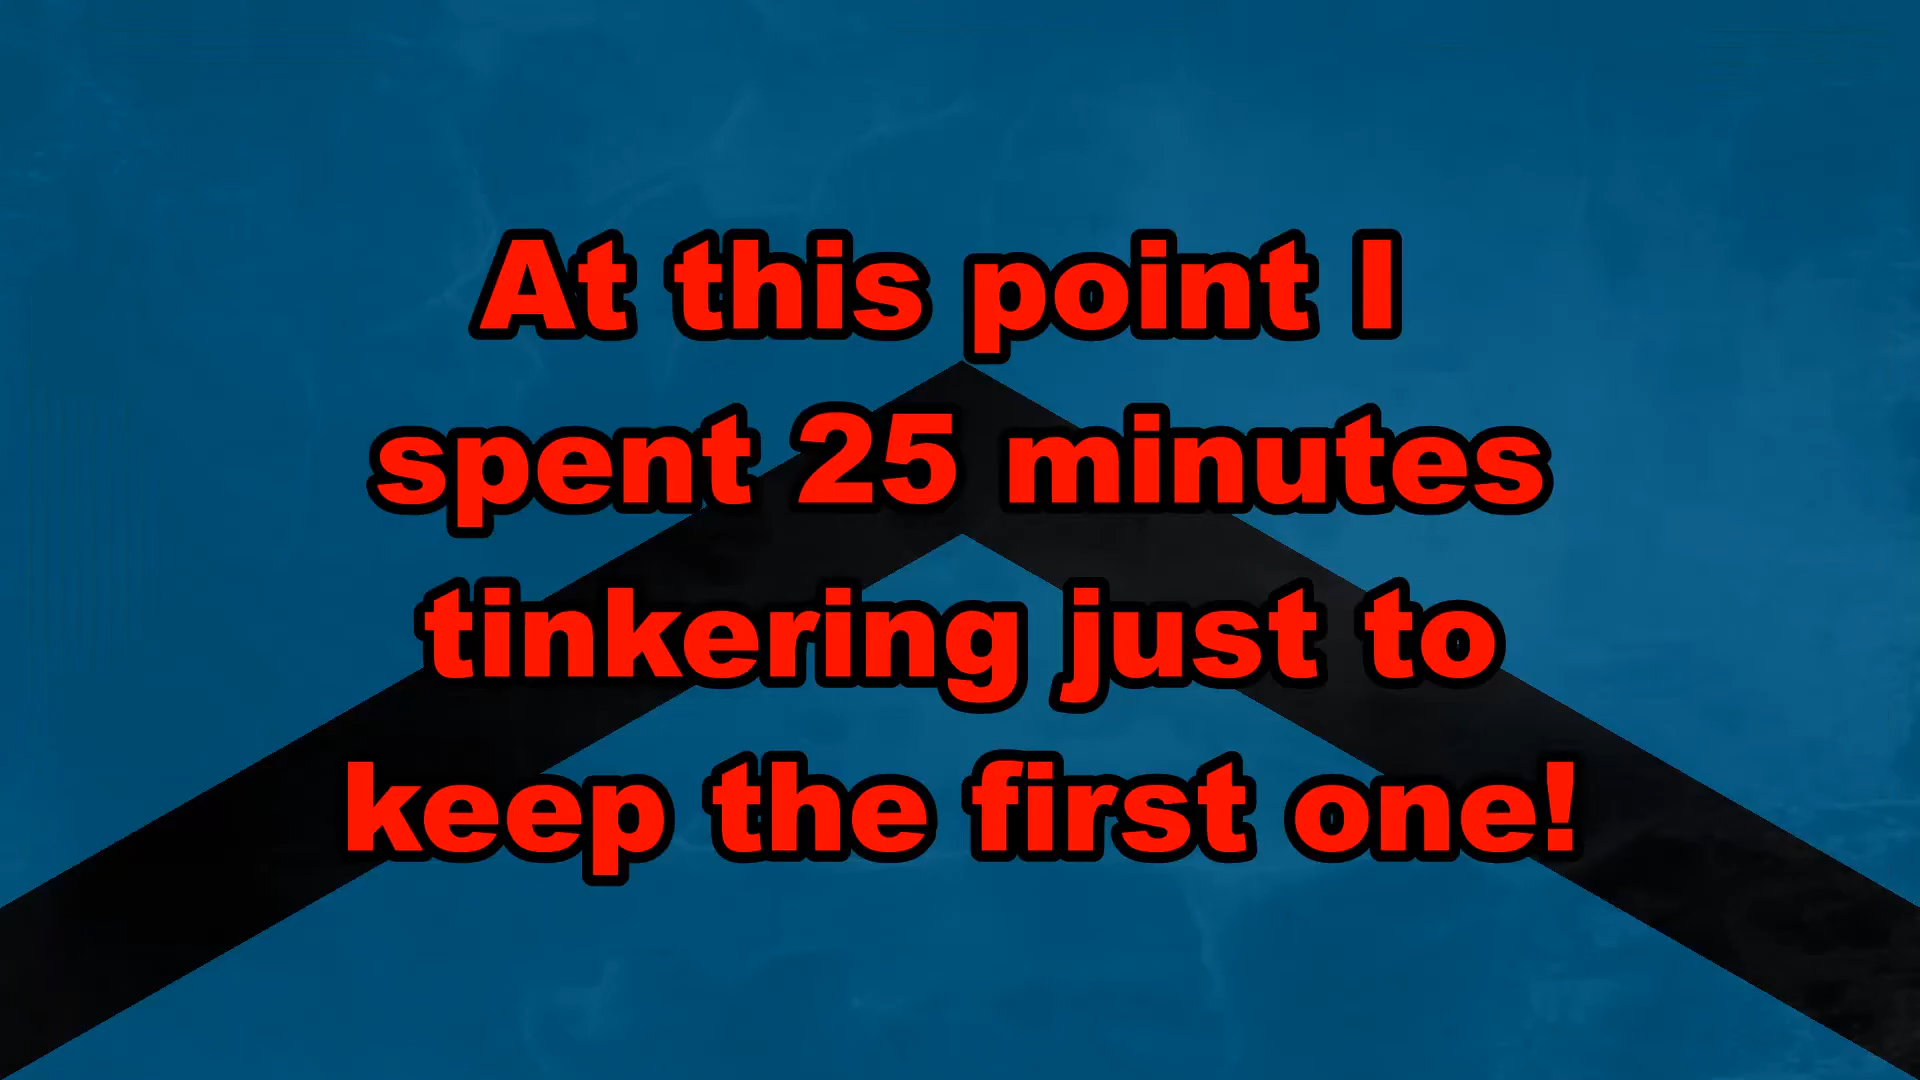 At this point I
spent 25 minutes
tinkering just to
keep the first one!